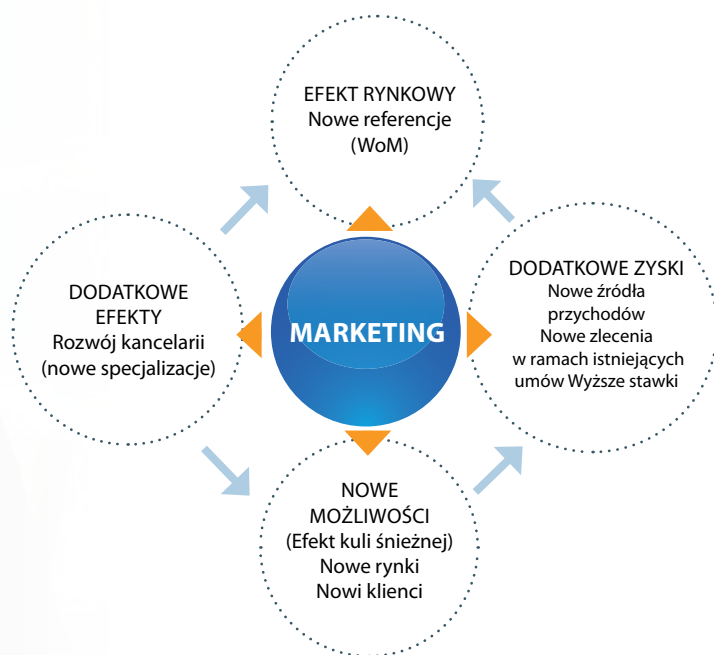 EFEKT RYNKOWY
Nowe referencje
(WoM)
DODATKOWE
EFEKTY
Rozwój kancelarii
(nowe specjalizacje)
MARKETING
DODATKOWE ZYSKI
Nowe źródła
przychodów
Nowe zlecenia
w ramach istniejących
umów Wyższe stawki
NOWE
MOŻLIWOŚCI
(Efekt kuli śnieżnej)
Nowe rynki
Nowi klienci